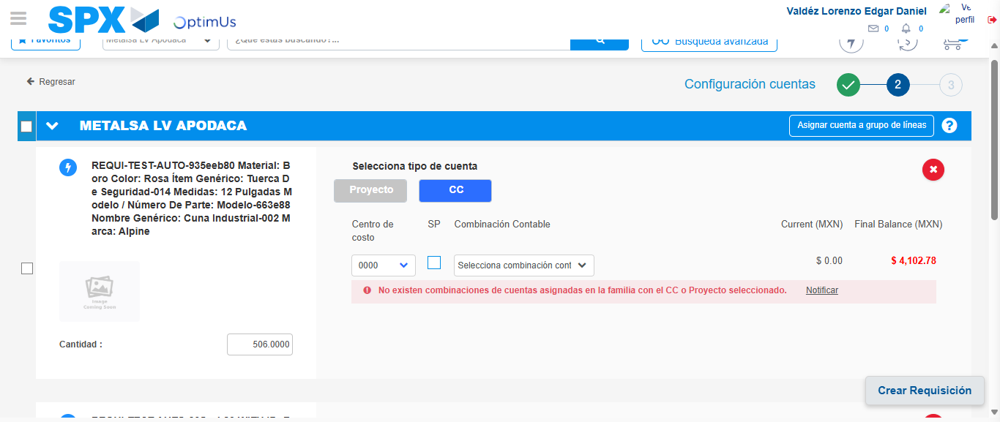 SPX OptimUs
Valdéz Lorenzo Edgar Daniel
Ve
perfil
0 0
Favoritos
Metalsa LV Apodaca
¿Qué estás buscando?...
Búsqueda avanzada
Regresar
Configuración cuentas
2
3
METALSA LV APODACA
Asignar cuenta a grupo de líneas
?
REQUI-TEST-AUTO-935eeb80 Material: B
oro Color: Rosa Ítem Genérico: Tuerca D
e Seguridad-014 Medidas: 12 Pulgadas M
odelo / Número De Parte: Modelo-663e88
Nombre Genérico: Cuna Industrial-002 M
arca: Alpine
Image
Coming Soon
Cantidad :
506.0000
Selecciona tipo de cuenta
Proyecto
CC
Centro de
costo
SP
Combinación Contable
Current (MXN)
Final Balance (MXN)
0000
Selecciona combinación cont
$ 0.00
$ 4,102.78
No existen combinaciones de cuentas asignadas en la familia con el CC o Proyecto seleccionado.
Notificar
Crear Requisición